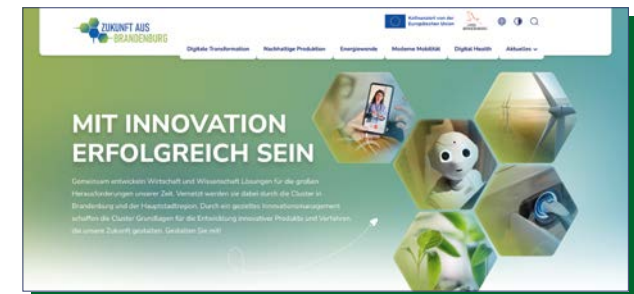 ZUKUNFT AUS
BRANDENBURG
Kofinanziert von der
Europäischen Union
Digitale Transformation Nachhaltige Produktion Energiewende Moderne Mobilität Digital Health Aktuelles
MIT INNOVATION
ERFOLGREICH SEIN
Gemeinsam entwickeln Wirtschaft und Wissenschaft Lösungen für die großen
Herausforderungen unserer Zeit. Vernetzt werden sie dabei durch die Cluster in
Brandenburg und der Hauptstadtregion. Durch ein gezieltes Innovationsmanagement
schaffen die Cluster Grundlagen für die Entwicklung innovativer Produkte und Verfahren,
die unsere Zukunft gestalten. Gestalten Sie mit!